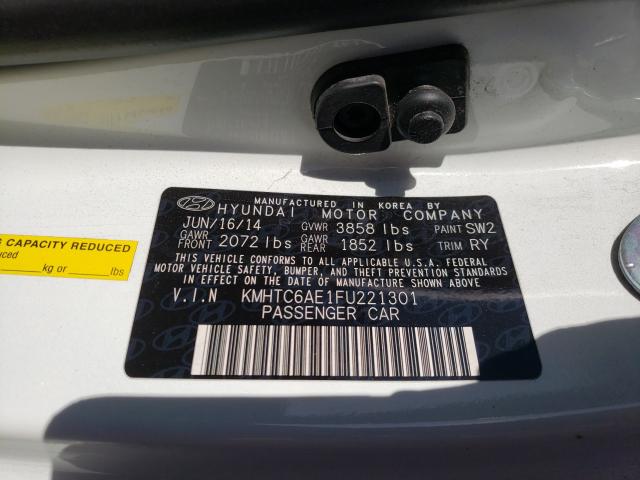 MANUFACTURED IN KOREA BY
HYUNDAI MOTOR COMPANY
JUN/16/14 GVWR 3858 lbs PAINT SW2
GAWR FRONT 2072 lbs GAWR REAR 1852 lbs TRIM RY
THIS VEHICLE CONFORMS TO ALL APPLICABLE U.S.A. FEDERAL
MOTOR VEHICLE SAFETY, BUMPER, AND THEFT PREVENTION STANDARDS
IN EFFECT ON THE DATE OF MANUFACTURE SHOWN ABOVE
V.I.N KMHTC6AE1FU221301
PASSENGER CAR
CAPACITY REDUCED
kg or lbs